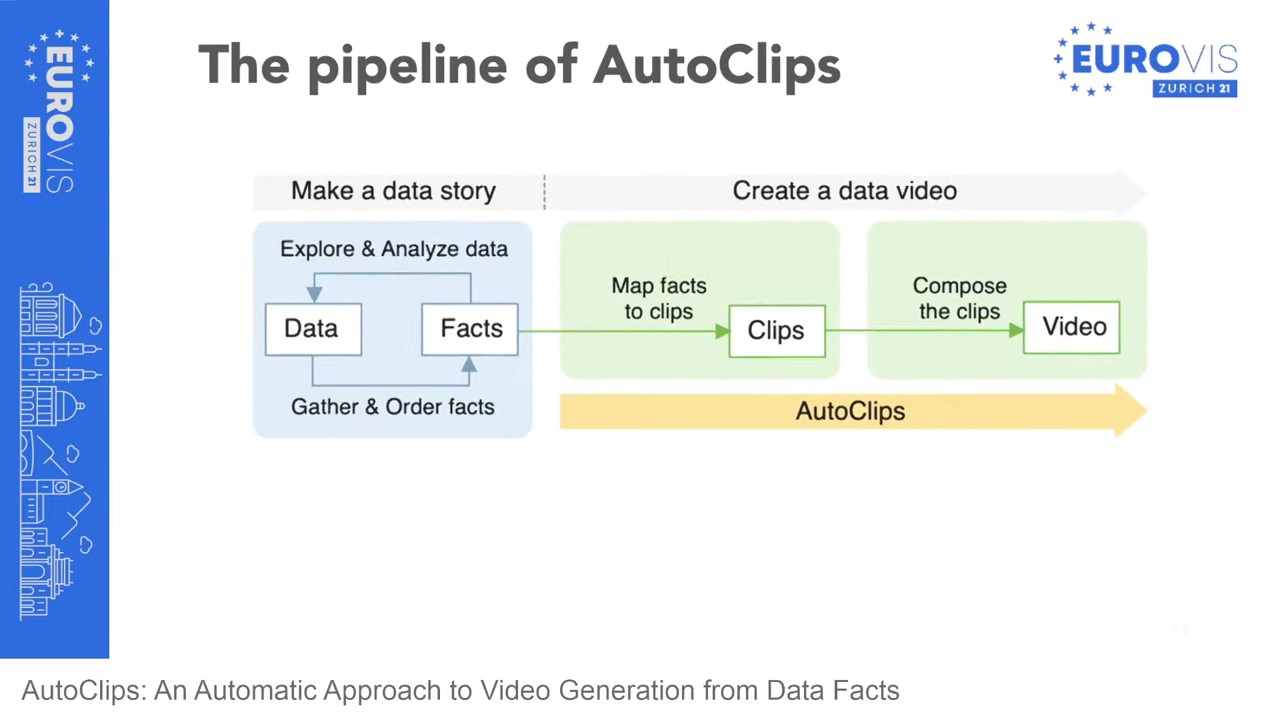 The pipeline of AutoClips
EUROVIS
ZURICH 21
EUROVIS
ZURICH 21
Make a data story
Create a data video
Explore & Analyze data
Data
Facts
Gather & Order facts
Map facts
to clips
Clips
Compose
the clips
Video
AutoClips
AutoClips: An Automatic Approach to Video Generation from Data Facts